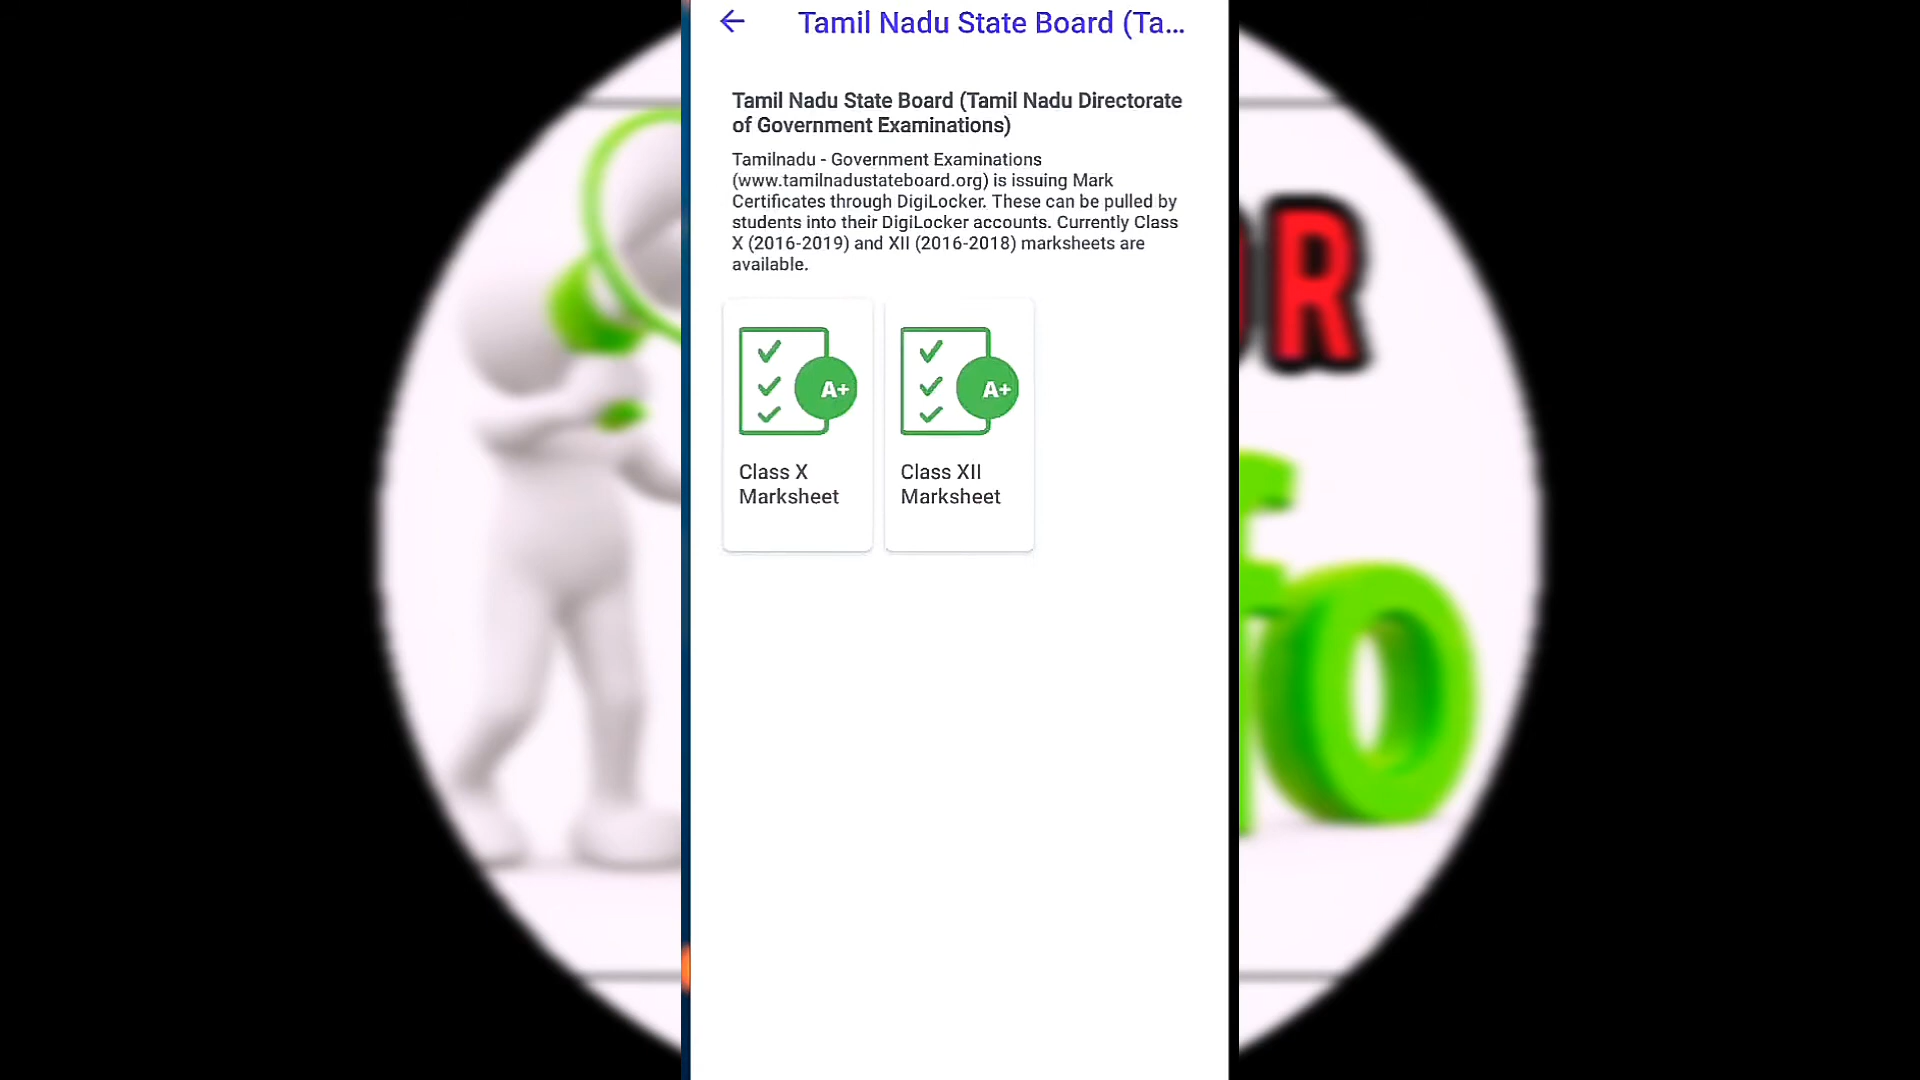 Tamil Nadu State Board (Ta...
Tamil Nadu State Board (Tamil Nadu Directorate
of Government Examinations)
Tamilnadu - Government Examinations
(www.tamilnadustateboard.org) is issuing Mark
Certificates through DigiLocker. These can be pulled by
students into their DigiLocker accounts. Currently Class
X (2016-2019) and XII (2016-2018) marksheets are
available.
A+
A+
Class X
Marksheet
Class XII
Marksheet
R
fo